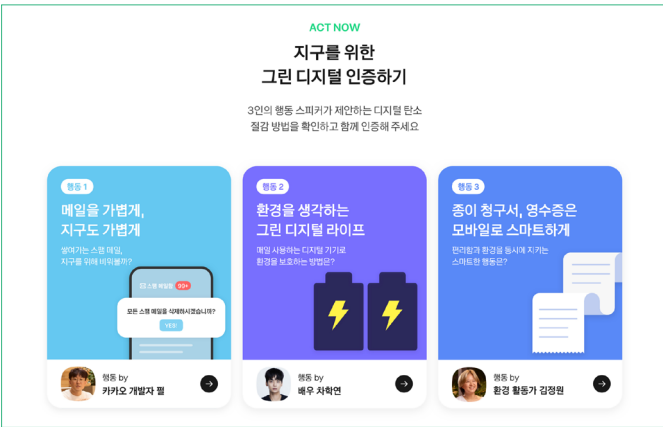 ACT NOW
지구를 위한
그린 디지털 인증하기
3인의 행동 스피커가 제안하는 디지털 탄소
절감 방법을 확인하고 함께 인증해 주세요
행동 1
메일을 가볍게,
지구도 가볍게
쌓여가는 스팸 메일,
지구를 위해 비워볼까?
스팸 메일함 99+
모든 스팸 메일을 삭제하시겠습니까?
YES!
행동 by
카카오 개발자 펄
행동 2
환경을 생각하는
그린 디지털 라이프
매일 사용하는 디지털 기기로
환경을 보호하는 방법은?
행동 by
배우 차학연
행동 3
종이 청구서, 영수증은
모바일로 스마트하게
편리함과 환경을 동시에 지키는
스마트한 행동은?
행동 by
환경 활동가 김정원